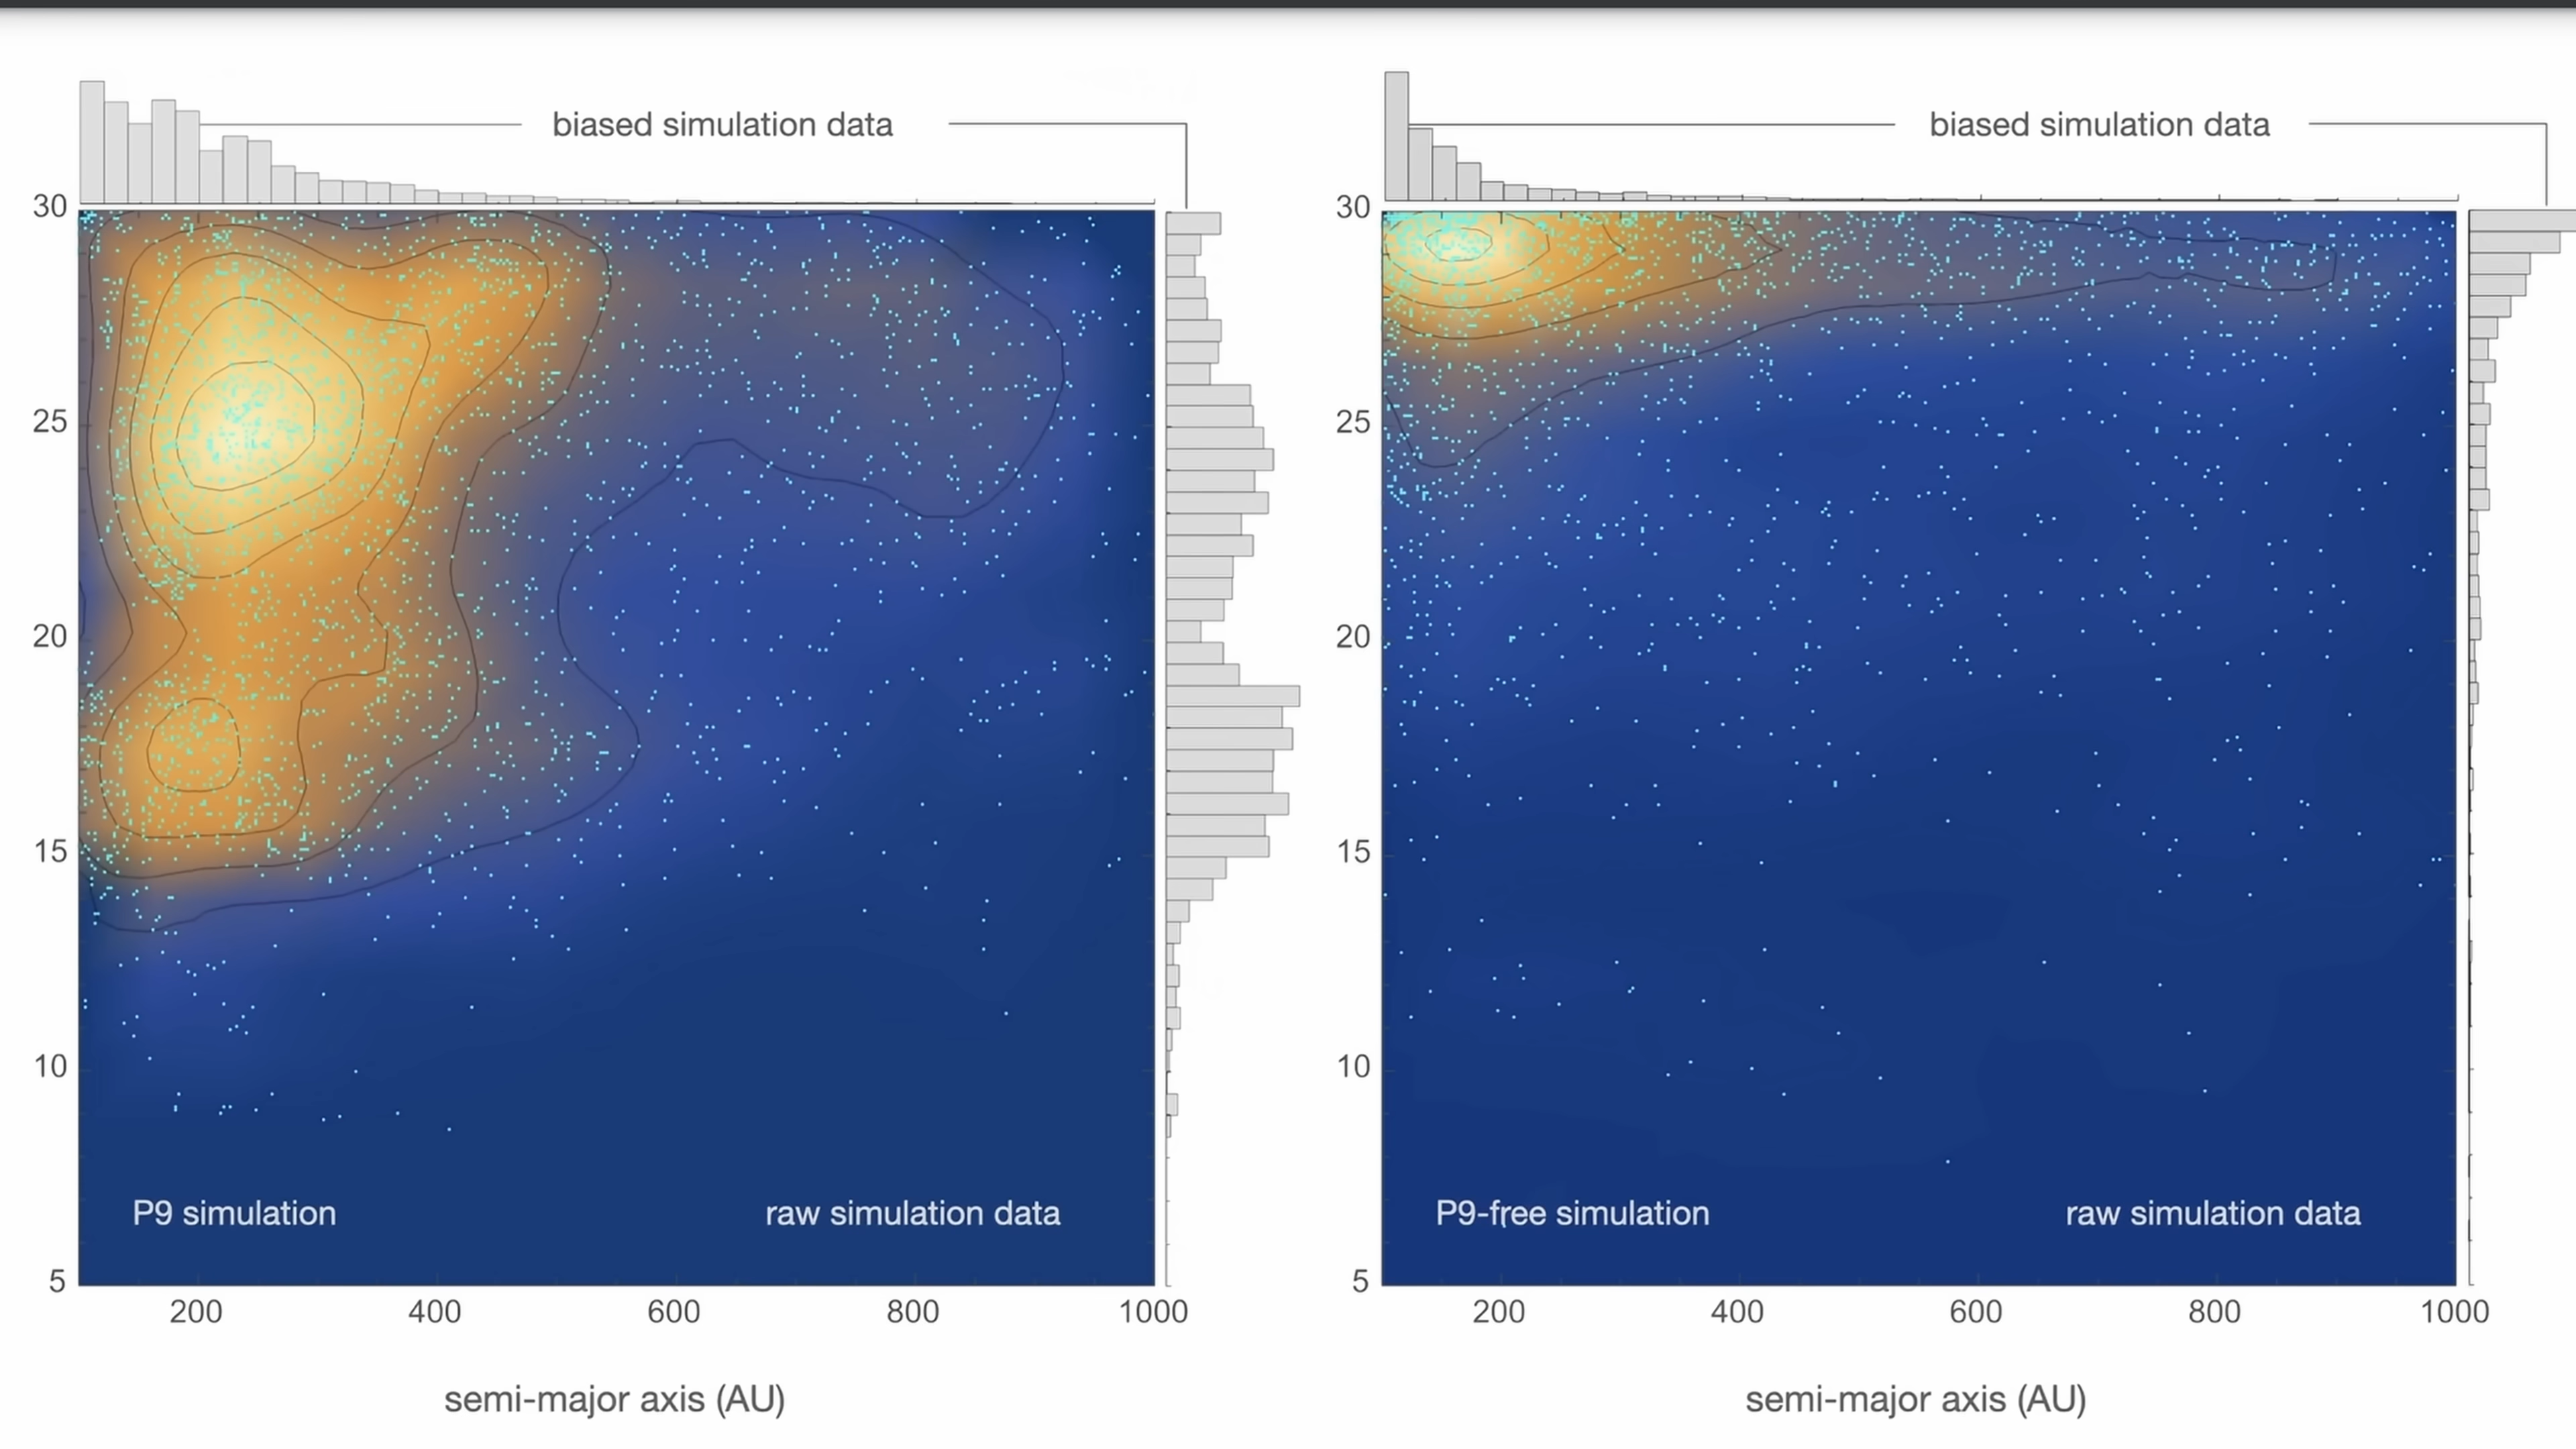 biased simulation data
biased simulation data
30
25
20
15
10
5
P9 simulation
raw simulation data
200
400
600
800
1000
semi-major axis (AU)
30
25
20
15
10
5
P9-free simulation
raw simulation data
200
400
600
800
1000
semi-major axis (AU)